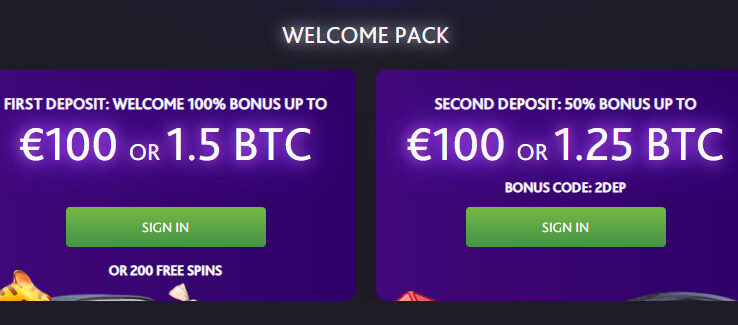 WELCOME PACK
FIRST DEPOSIT: WELCOME 100% BONUS UP TO
€100 OR 1.5 BTC
SIGN IN
OR 200 FREE SPINS
SECOND DEPOSIT: 50% BONUS UP TO
€100 OR 1.25 BTC
BONUS CODE: 2DEP
SIGN IN